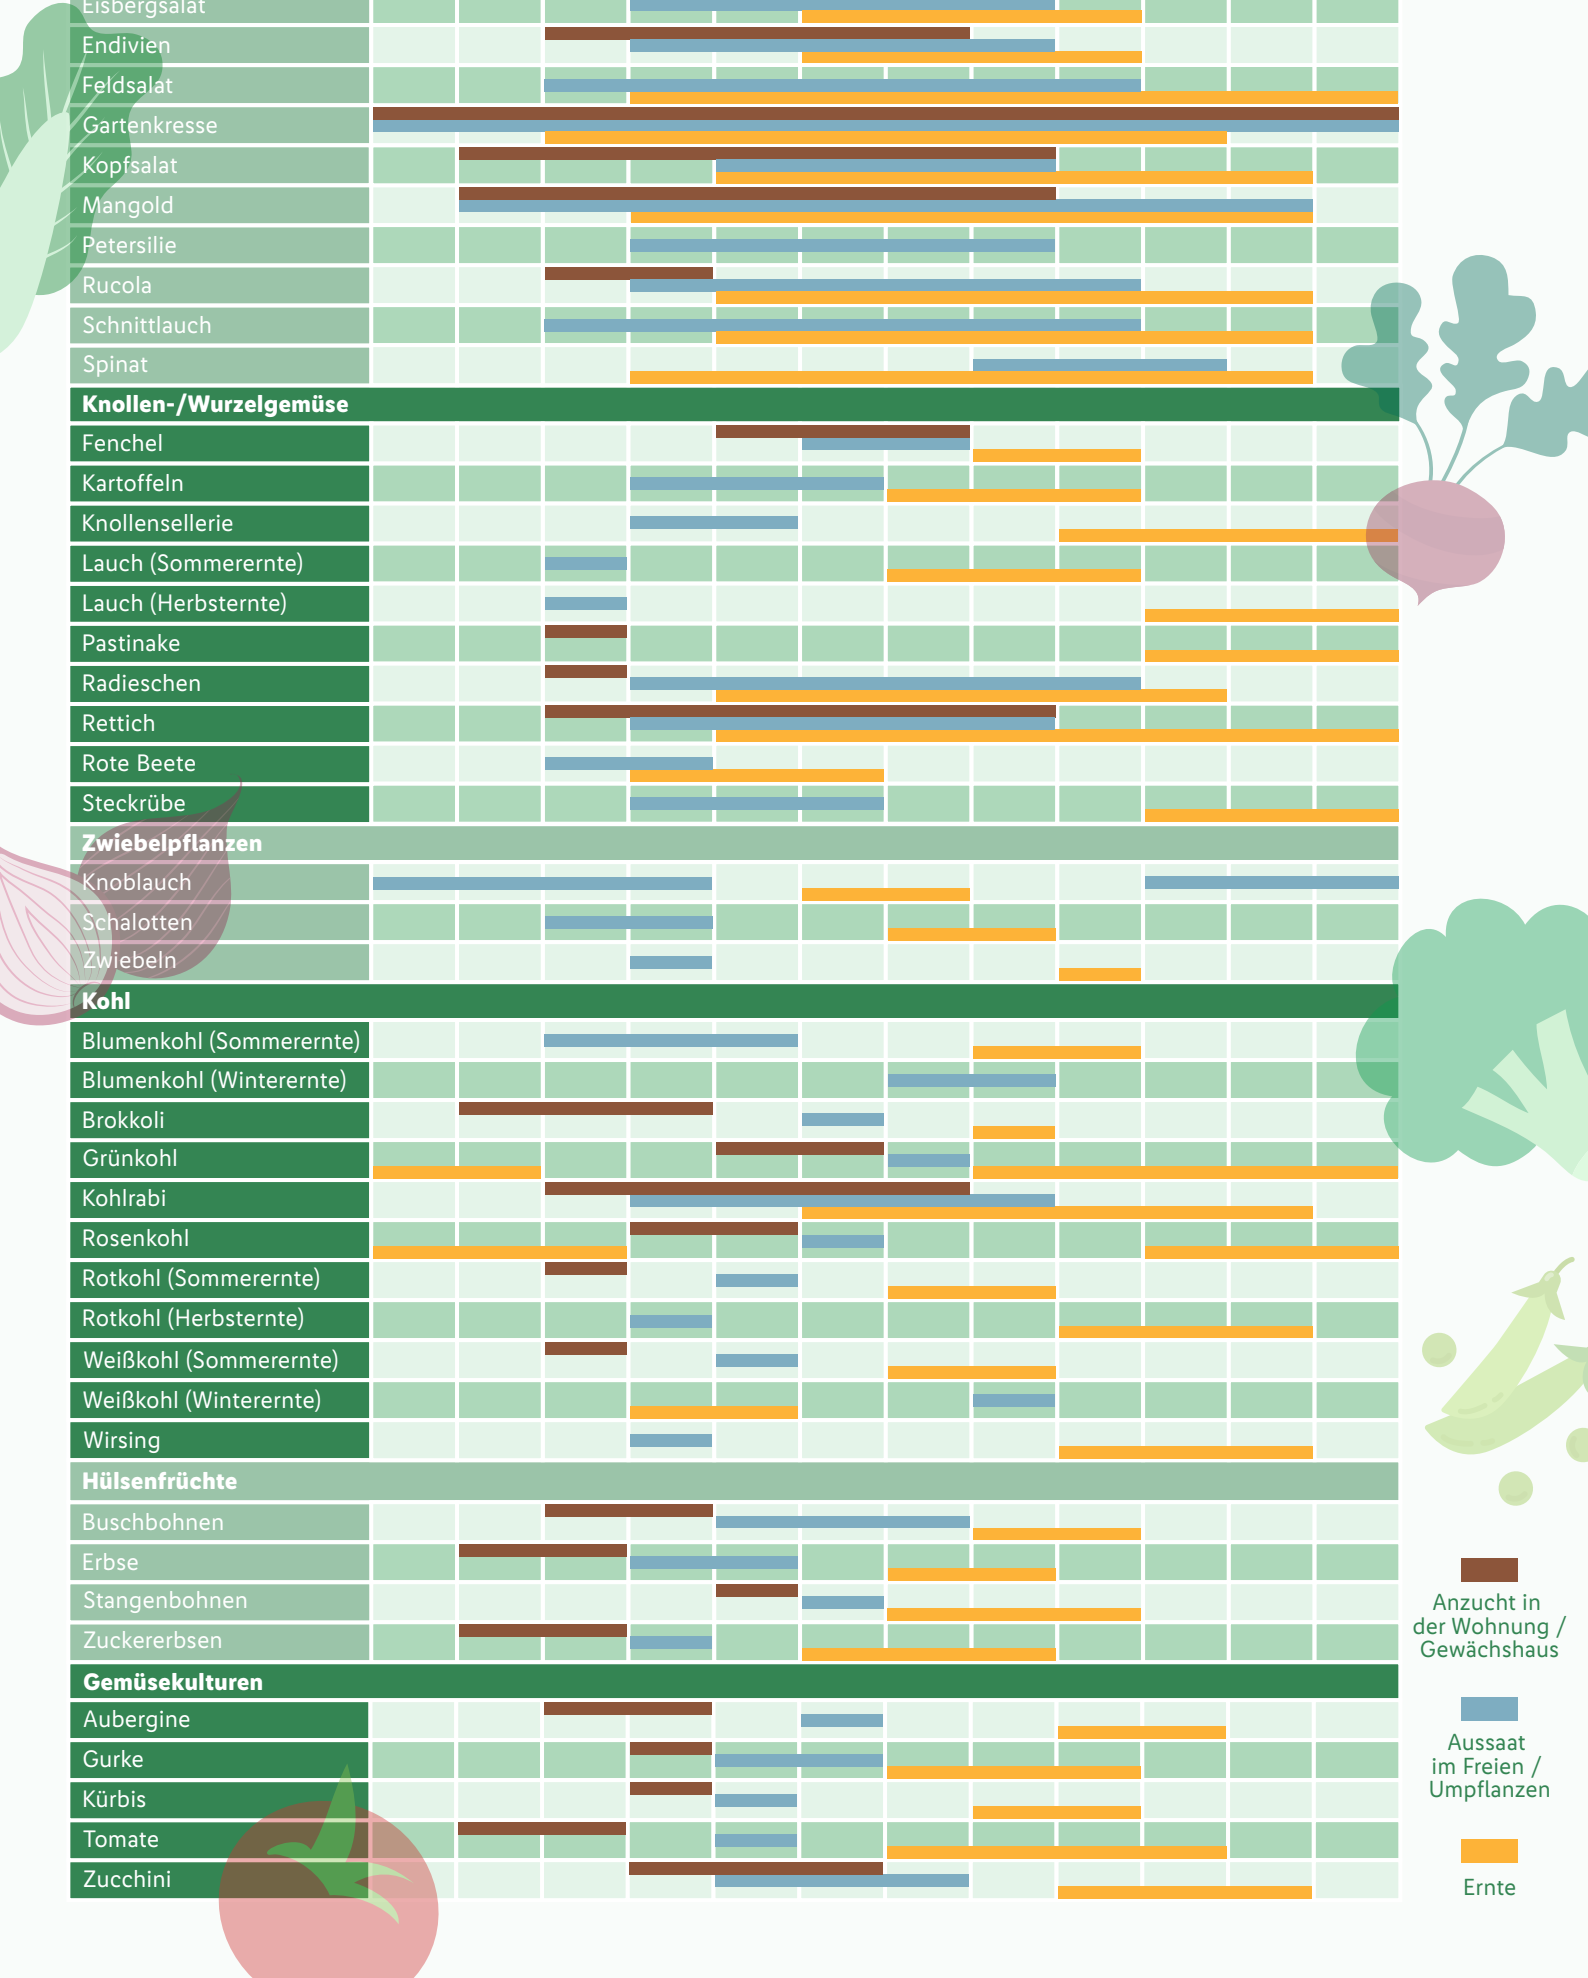 Eisbergsalat
Endivien
Feldsalat
Gartenkresse
Kopfsalat
Mangold
Petersilie
Rucola
Schnittlauch
Spinat
Knollen-/Wurzelgemüse
Fenchel
Kartoffeln
Knollensellerie
Lauch (Sommerernte)
Lauch (Herbsternte)
Pastinake
Radieschen
Rettich
Rote Beete
Steckrübe
Zwiebelpflanzen
Knoblauch
Schalotten
Zwiebeln
Kohl
Blumenkohl (Sommerernte)
Blumenkohl (Winterernte)
Brokkoli
Grünkohl
Kohlrabi
Rosenkohl
Rotkohl (Sommerernte)
Rotkohl (Herbsternte)
Weißkohl (Sommerernte)
Weißkohl (Winterernte)
Wirsing
Hülsenfrüchte
Buschbohnen
Erbse
Stangenbohnen
Zuckererbsen
Gemüsekulturen
Aubergine
Gurke
Kürbis
Tomate
Zucchini
Anzucht in
der Wohnung /
Gewächshaus
Aussaat
im Freien /
Umpflanzen
Ernte